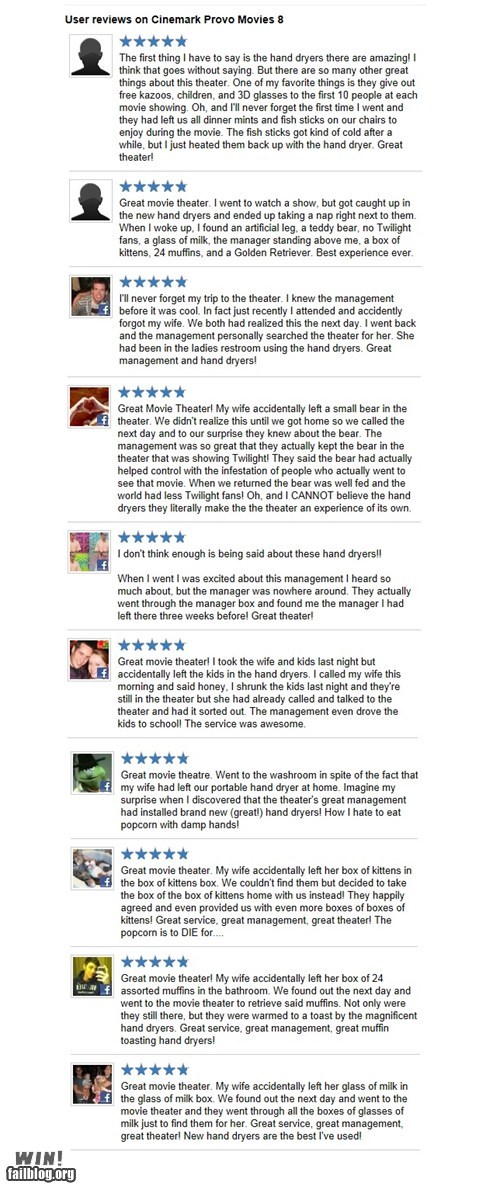 User reviews on Cinemark Provo Movies 8
The first thing I have to say is the hand dryers there are amazing! I
think that goes without saying. But there are so many other great
things about this theater. One of my favorite things is they give out
free kazoos, children, and 3D glasses to the first 10 people at each
movie showing. Oh, and I'll never forget the first time I went and
they had left us all dinner mints and fish sticks on our chairs to
enjoy during the movie. The fish sticks got kind of cold after a
while, but I just heated them back up with the hand dryer. Great
theater!
Great movie theater. I went to watch a show, but got caught up in
the new hand dryers and ended up taking a nap right next to them.
When I woke up, I found an artificial leg, a teddy bear, no Twilight
fans, a glass of milk, the manager standing above me, a box of
kittens, 24 muffins, and a Golden Retriever. Best experience ever.
I'll never forget my trip to the theater. I knew the management
before it was cool. In fact just recently I attended and accidently
forgot my wife. We both had realized this the next day. I went back
and the management personally searched the theater for her. She
had been in the ladies restroom using the hand dryers. Great
management and hand dryers!
Great Movie Theater! My wife accidentally left a small bear in the
theater. We didn't realize this until we got home so we called the
next day and to our surprise they knew about the bear. The
management was so great that they actually kept the bear in the
theater that was showing Twilight! They said the bear had actually
helped control with the infestation of people who actually went to
see that movie. When we returned the bear was well fed and the
world had less Twilight fans! Oh, and I CANNOT believe the hand
dryers they literally make the the theater an experience of its own.
I don't think enough is being said about these hand dryers!!
When I went I was excited about this management I heard so
much about, but the manager was nowhere around. They actually
went through the manager box and found me the manager I had
left there three weeks before! Great theater!
Great movie theater! I took the wife and kids last night but
accidentally left the kids in the hand dryers. I called my wife this
morning and said honey, I shrunk the kids last night and they're
still in the theater but she had already called and talked to the
theater and had it sorted out. The management even drove the
kids to school! The service was awesome.
Great movie theatre. Went to the washroom in spite of the fact that
my wife had left our portable hand dryer at home. Imagine my
surprise when I discovered that the theater's great management
had installed brand new (great!) hand dryers! How I hate to eat
popcorn with damp hands!
Great movie theater. My wife accidentally left her box of kittens in
the box of kittens box. We couldn't find them but decided to take
the box of the box of kittens home with us instead! They happily
agreed and even provided us with even more boxes of boxes of
kittens! Great service, great management, great theater! The
popcorn is to DIE for....
Great movie theater! My wife accidentally left her box of 24
assorted muffins in the bathroom. We found out the next day and
went to the movie theater to retrieve said muffins. Not only were
they still there, but they were warmed to a toast by the magnificent
hand dryers. Great service, great management, great muffin
toasting hand dryers!
Great movie theater. My wife accidentally left her glass of milk in
the glass of milk box. We found out the next day and went to the
movie theater and they went through all the boxes of glasses of
milk just to find them for her. Great service, great management,
great theater! New hand dryers are the best I've used!
WIN!
failblog.org